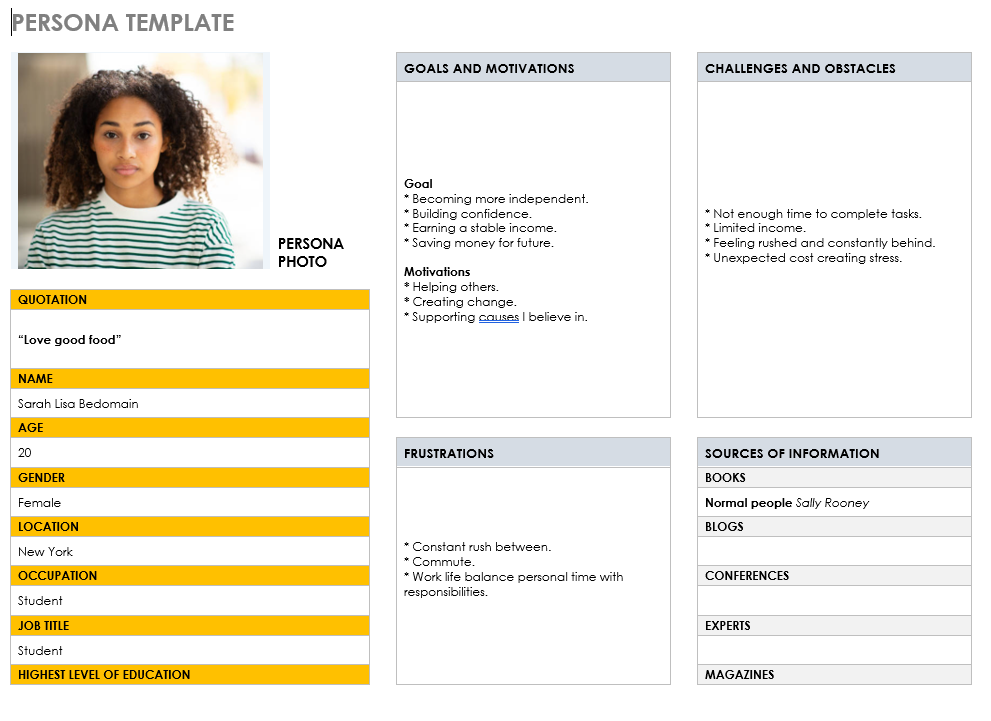 PERSONA TEMPLATE
PERSONA
PHOTO
QUOTATION
“Love good food”
NAME
Sarah Lisa Bedomain
AGE
20
GENDER
Female
LOCATION
New York
OCCUPATION
Student
JOB TITLE
Student
HIGHEST LEVEL OF EDUCATION
GOALS AND MOTIVATIONS
Goal
* Becoming more independent.
* Building confidence.
* Earning a stable income.
* Saving money for future.
Motivations
* Helping others.
* Creating change.
* Supporting causes I believe in.
FRUSTRATIONS
* Constant rush between.
* Commute.
* Work life balance personal time with
responsibilities.
CHALLENGES AND OBSTACLES
* Not enough time to complete tasks.
* Limited income.
* Feeling rushed and constantly behind.
* Unexpected cost creating stress.
SOURCES OF INFORMATION
BOOKS
Normal people Sally Rooney
BLOGS
CONFERENCES
EXPERTS
MAGAZINES